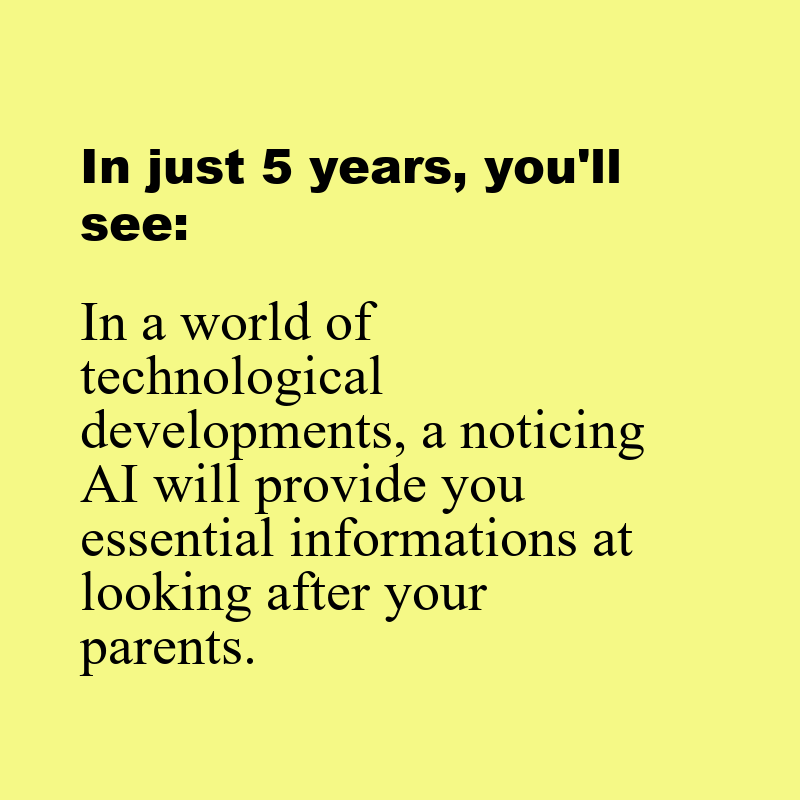 In just 5 years, you'll
see:
In a world of
technological
developments, a noticing
AI will provide you
essential informations at
looking after your
parents.